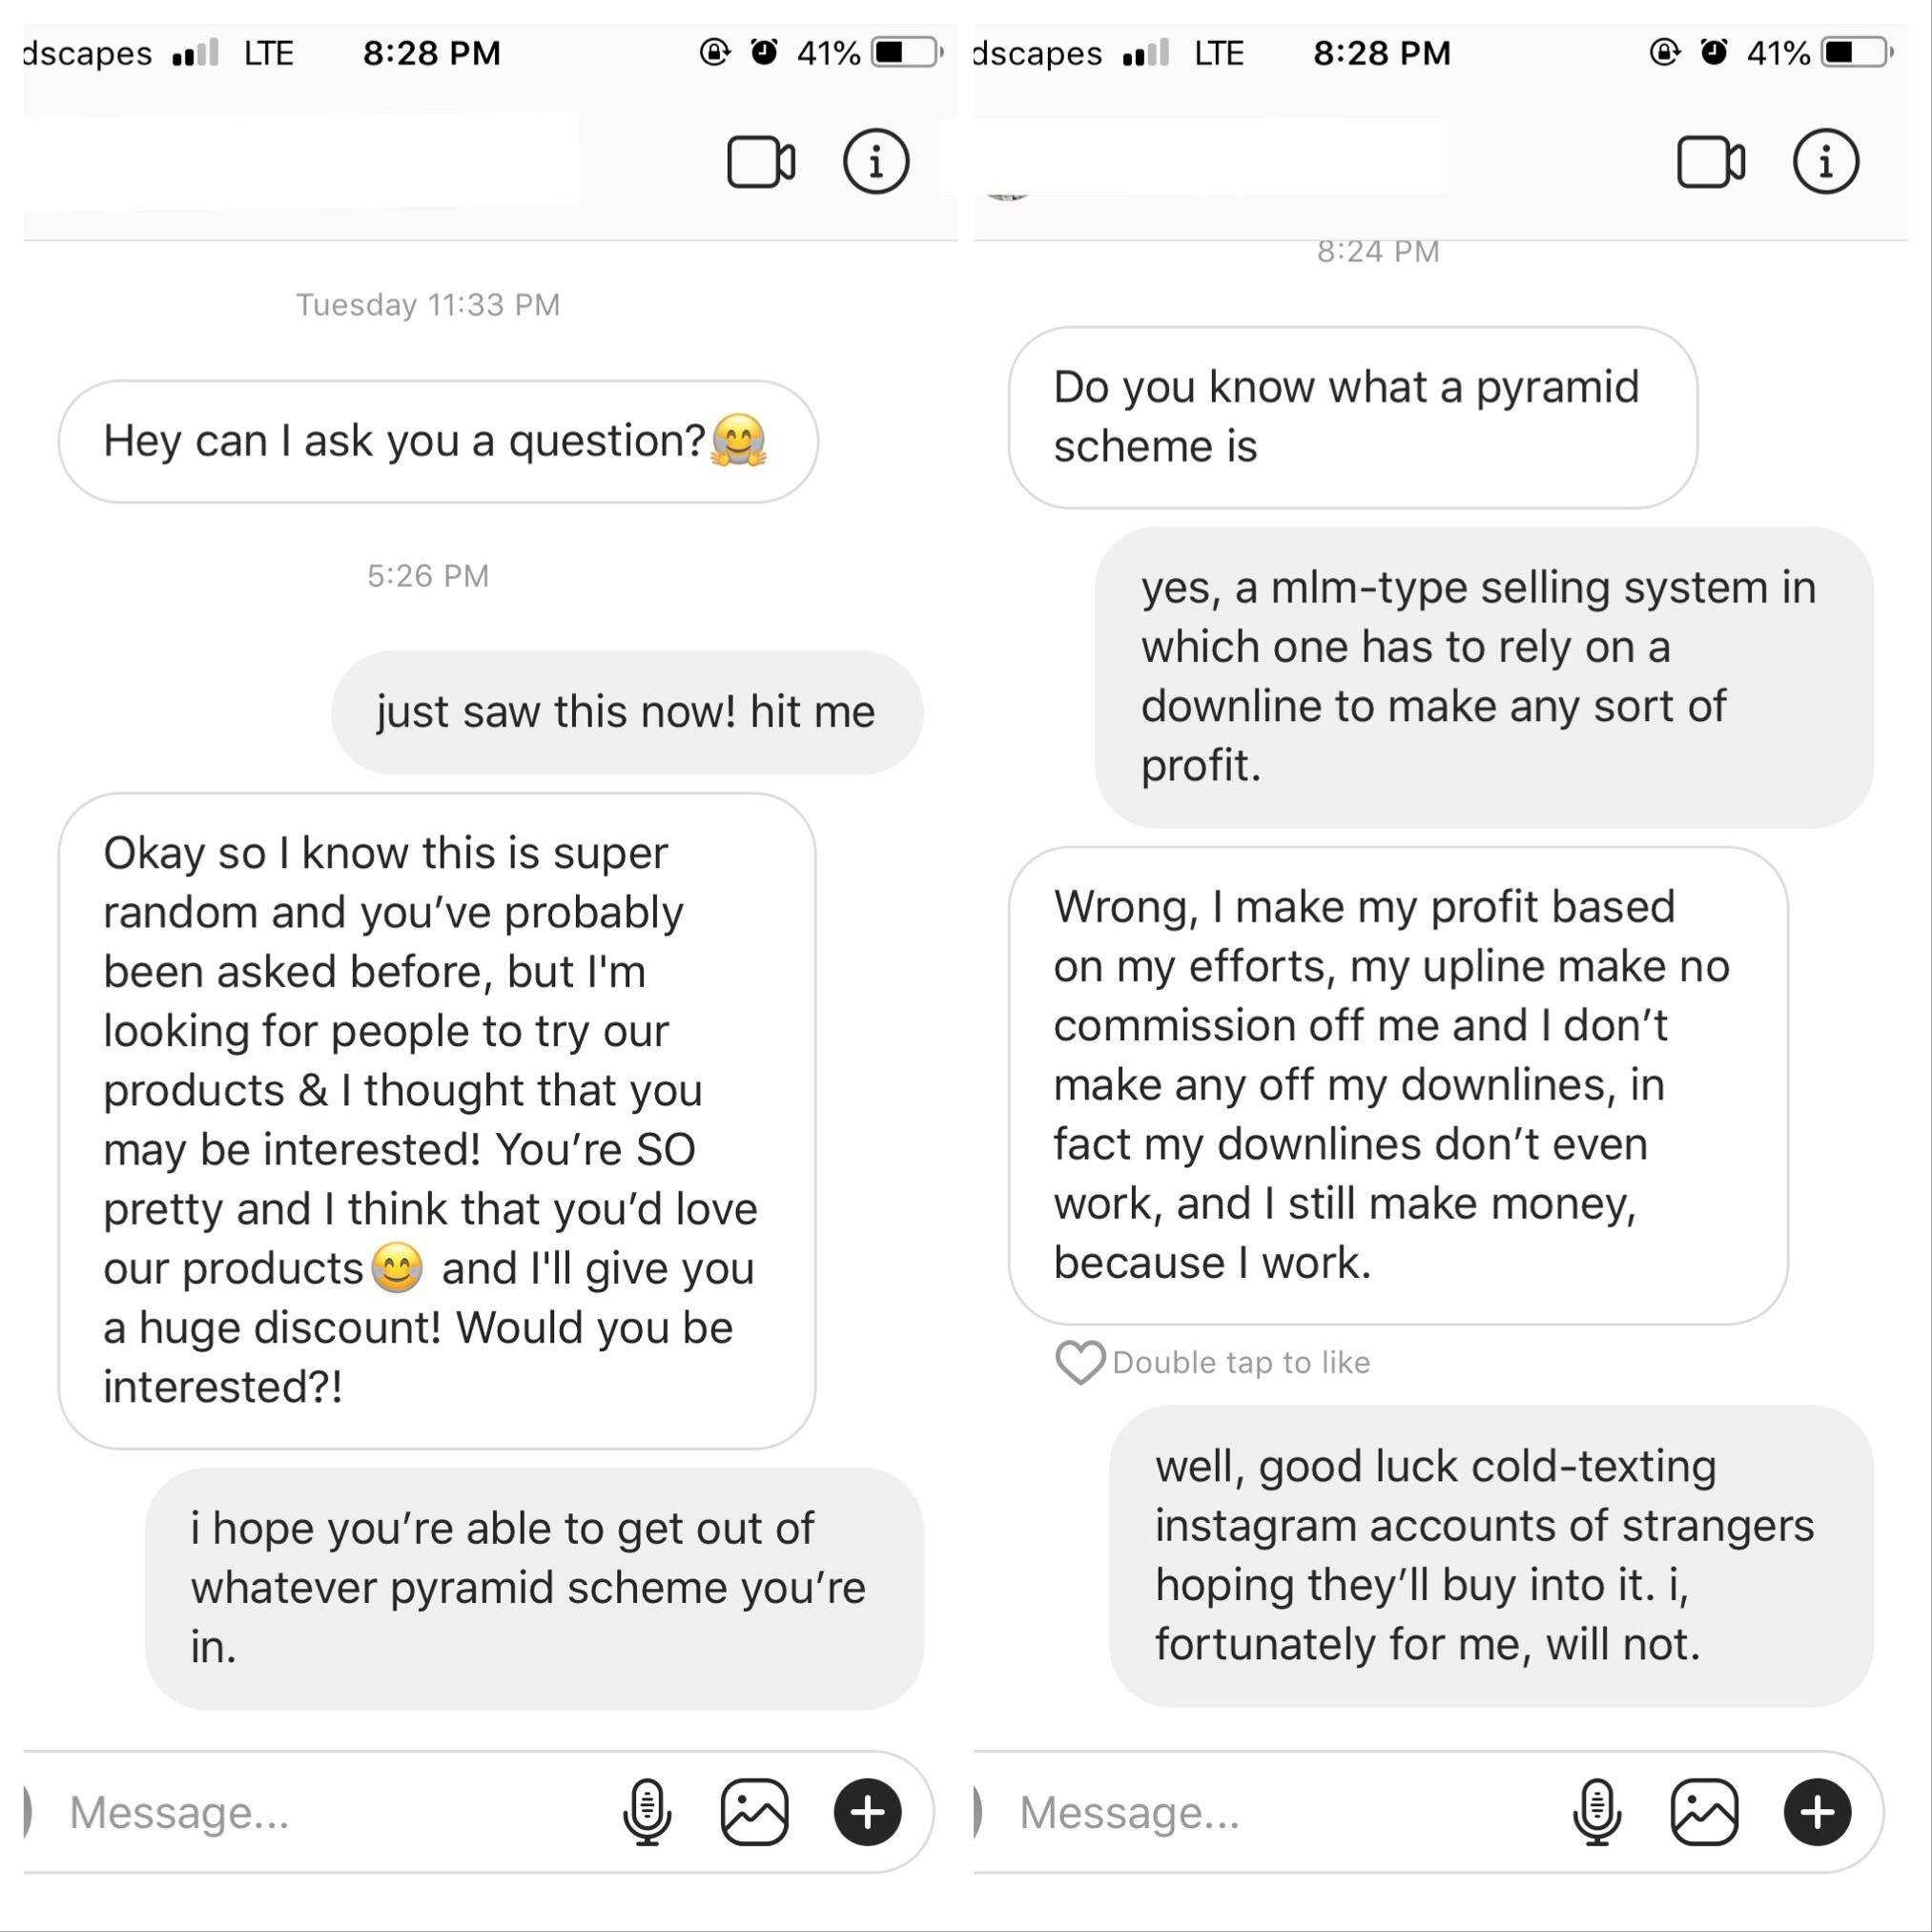 dscapes LTE 8:28 PM 41%
Tuesday 11:33 PM
Hey can I ask you a question?🤗
5:26 PM
just saw this now! hit me
Okay so I know this is super
random and you’ve probably
been asked before, but I'm
looking for people to try our
products & I thought that you
may be interested! You’re SO
pretty and I think that you’d love
our products😊 and I'll give you
a huge discount! Would you be
interested?!
i hope you’re able to get out of
whatever pyramid scheme you’re
in.
Message...
dscapes LTE 8:28 PM 41%
8:24 PM
Do you know what a pyramid
scheme is
yes, a mlm-type selling system in
which one has to rely on a
downline to make any sort of
profit.
Wrong, I make my profit based
on my efforts, my upline make no
commission off me and I don’t
make any off my downlines, in
fact my downlines don’t even
work, and I still make money,
because I work.
Double tap to like
well, good luck cold-texting
instagram accounts of strangers
hoping they’ll buy into it. i,
fortunately for me, will not.
Message...